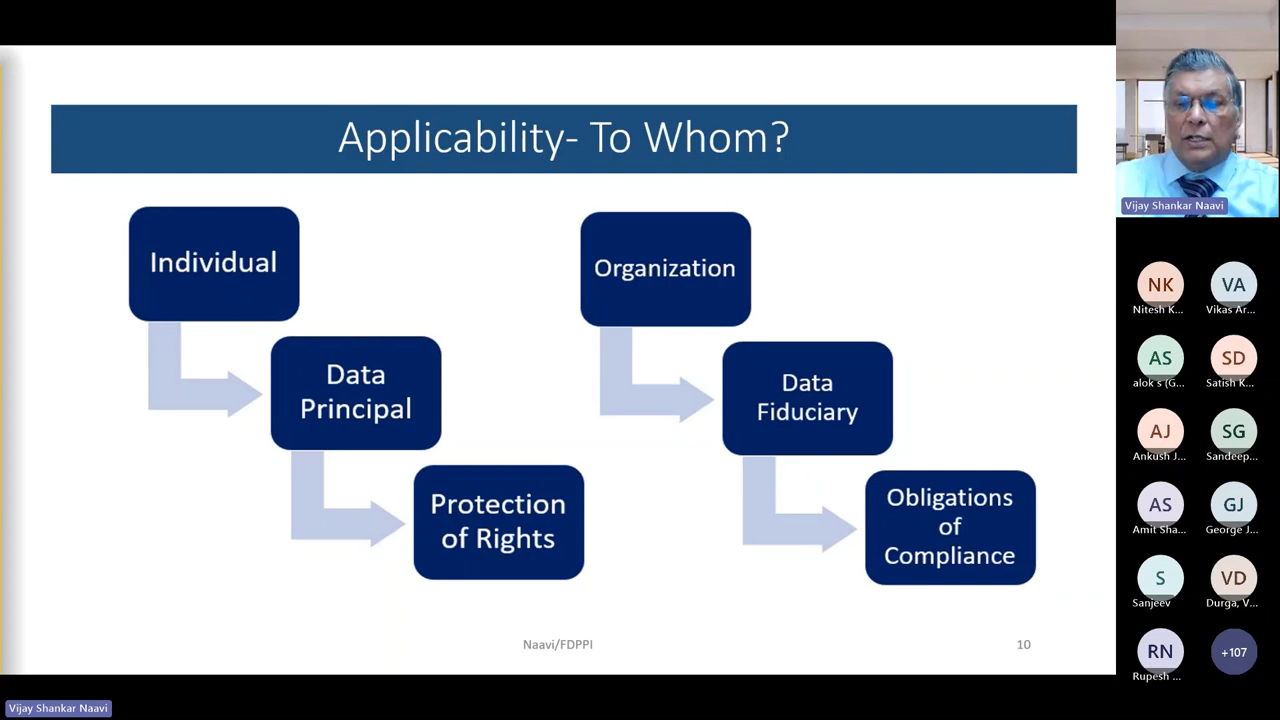 Applicability- To Whom?
Individual
Data
Principal
Protection
of Rights
Organization
Data
Fiduciary
Obligations
of
Compliance
Naavi/FDPPI
10
Vijay Shankar Naavi
NK
Nitesh K...
VA
Vikas Ar...
AS
alok s (G...
SD
Satish K...
AJ
Ankush J...
SG
Sandeep...
AS
Amit Sha...
GJ
George J...
S
Sanjeev
VD
Durga, V...
RN
Rupesh ...
+107
Vijay Shankar Naavi